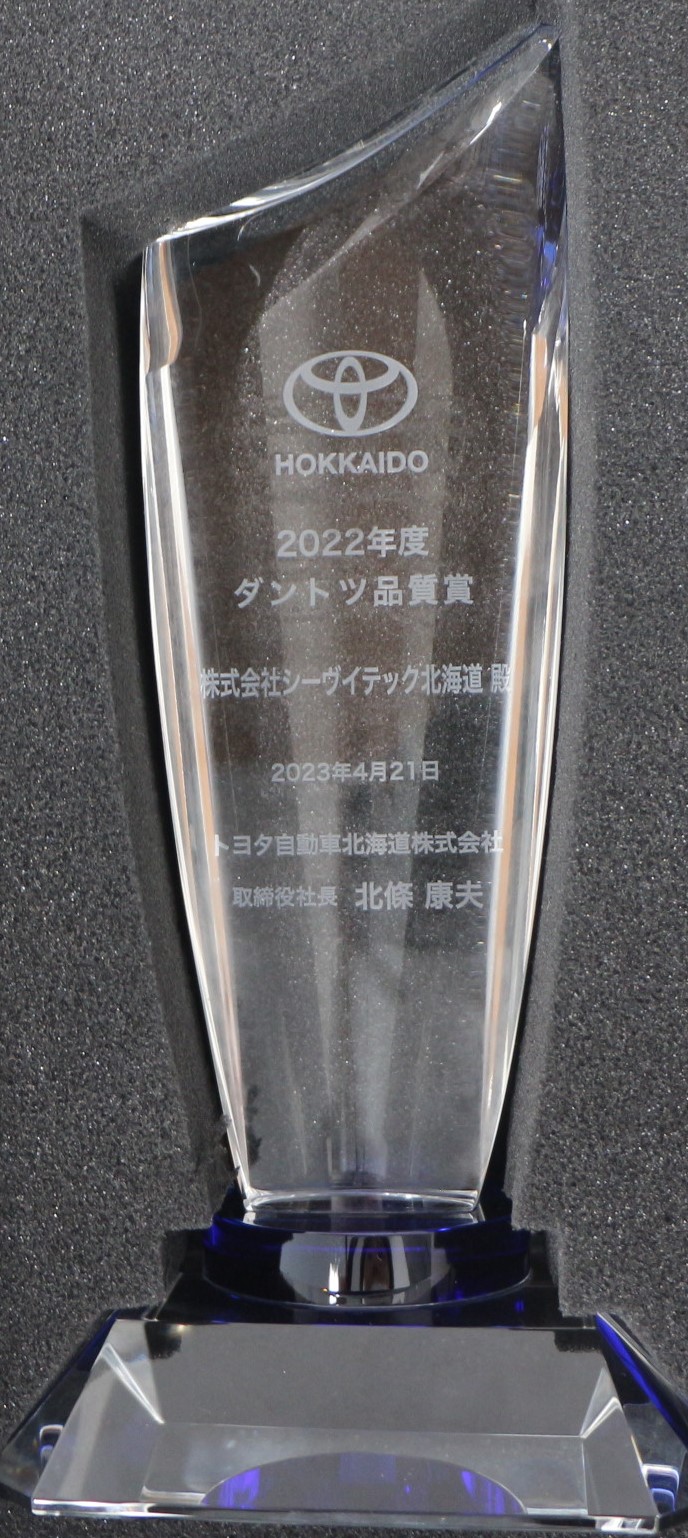 HOKKAIDO
2022年度
ダントツ品質賞
株式会社シーヴイテック北海道 殿
2023年4月21日
トヨタ自動車北海道株式会社
取締役社長 北條 康夫